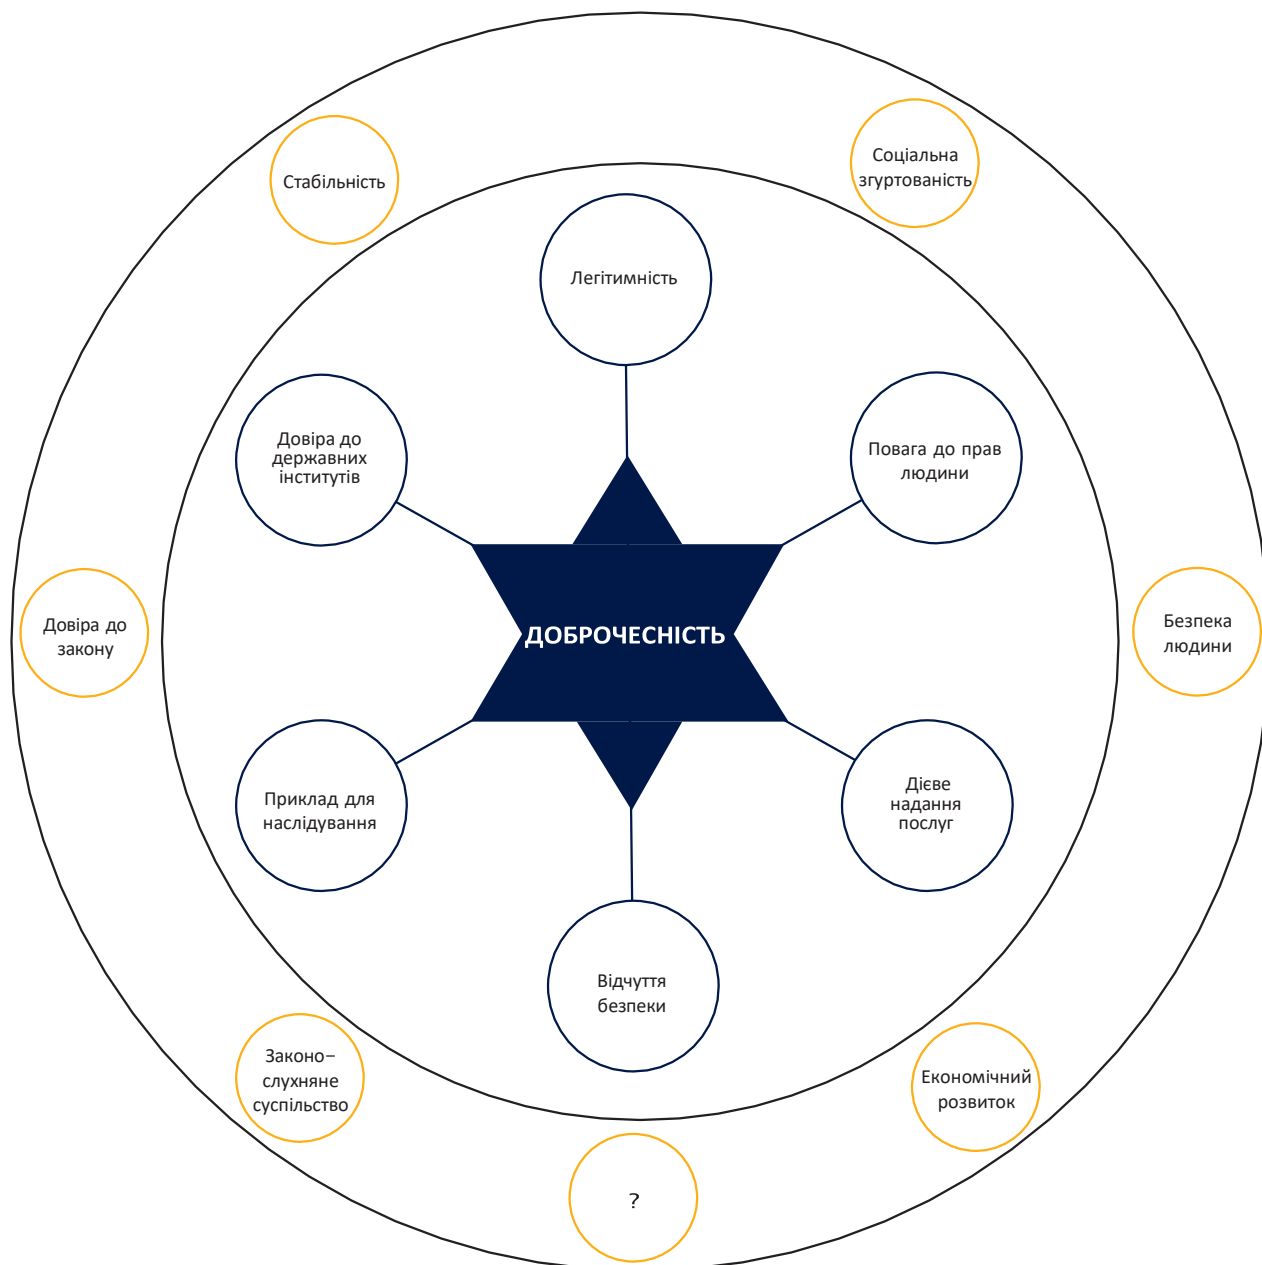 Соціальна
згуртованість
Стабільність
Легітимність
Довіра до
державних
інститутів
Повага до прав
людини
Довіра до
закону
ДОБРОЧЕСНІСТЬ
Безпека
людини
Приклад для
наслідування
Дієве
надання
послуг
Відчуття
безпеки
Законо–
слухняне
суспільство
Економічний
розвиток
?